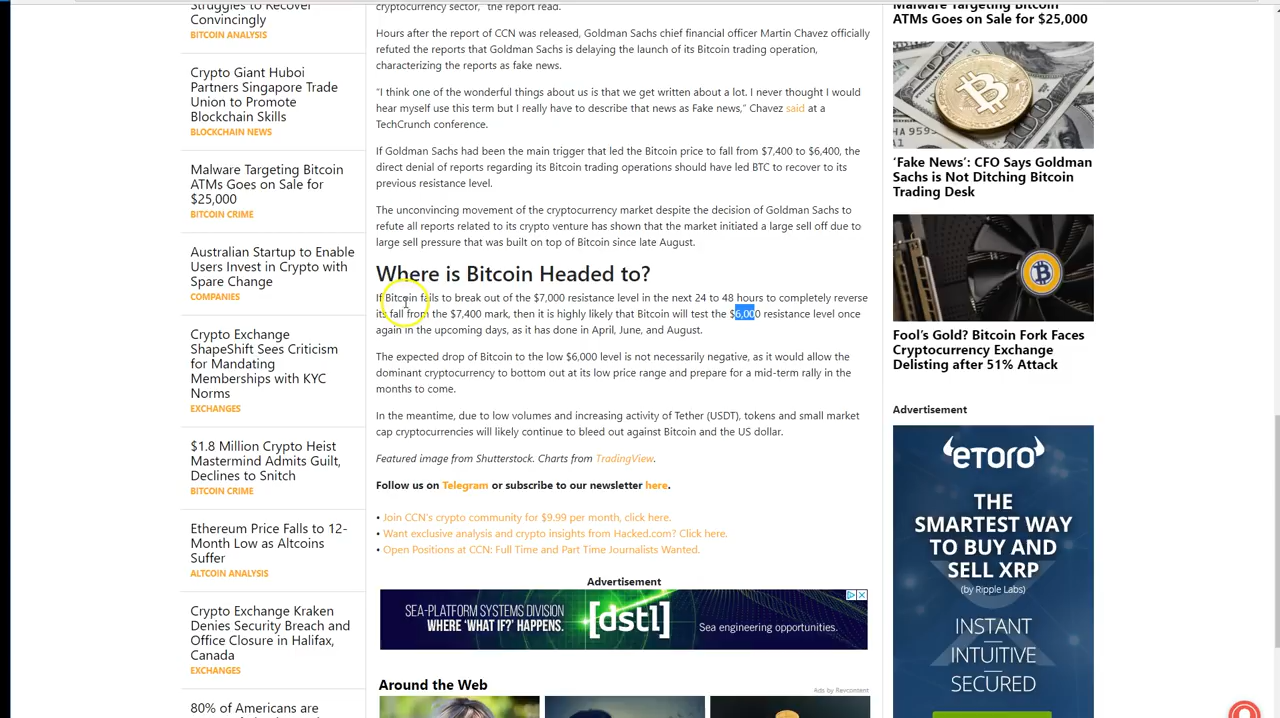 Struggles to Recover
Convincingly
BITCOIN ANALYSIS
Crypto Giant Huboi
Partners Singapore Trade
Union to Promote
Blockchain Skills
BLOCKCHAIN NEWS
Malware Targeting Bitcoin
ATMs Goes on Sale for
$25,000
BITCOIN CRIME
Australian Startup to Enable
Users Invest in Crypto with
Spare Change
COMPANIES
Crypto Exchange
ShapeShift Sees Criticism
for Mandating
Memberships with KYC
Norms
EXCHANGES
$1.8 Million Crypto Heist
Mastermind Admits Guilt,
Declines to Snitch
BITCOIN CRIME
Ethereum Price Falls to 12-
Month Low as Altcoins
Suffer
ALTCOIN ANALYSIS
Crypto Exchange Kraken
Denies Security Breach and
Office Closure in Halifax,
Canada
EXCHANGES
80% of Americans are
cryptocurrency sector," the report read.
Hours after the report of CCN was released, Goldman Sachs chief financial officer Martin Chavez officially
refuted the reports that Goldman Sachs is delaying the launch of its Bitcoin trading operation,
characterizing the reports as fake news.
“I think one of the wonderful things about us is that we get written about a lot. I never thought I would
hear myself use this term but I really have to describe that news as Fake news,” Chavez said at a
TechCrunch conference.
If Goldman Sachs had been the main trigger that led the Bitcoin price to fall from $7,400 to $6,400, the
direct denial of reports regarding its Bitcoin trading operations should have led BTC to recover to its
previous resistance level.
The unconvincing movement of the cryptocurrency market despite the decision of Goldman Sachs to
refute all reports related to its crypto venture has shown that the market initiated a large sell off due to
large sell pressure that was built on top of Bitcoin since late August.
Where is Bitcoin Headed to?
If Bitcoin fails to break out of the $7,000 resistance level in the next 24 to 48 hours to completely reverse
its fall from the $7,400 mark, then it is highly likely that Bitcoin will test the $6,000 resistance level once
again in the upcoming days, as it has done in April, June, and August.
The expected drop of Bitcoin to the low $6,000 level is not necessarily negative, as it would allow the
dominant cryptocurrency to bottom out at its low price range and prepare for a mid-term rally in the
months to come.
In the meantime, due to low volumes and increasing activity of Tether (USDT), tokens and small market
cap cryptocurrencies will likely continue to bleed out against Bitcoin and the US dollar.
Featured image from Shutterstock. Charts from TradingView.
Follow us on Telegram or subscribe to our newsletter here.
• Join CCN's crypto community for $9.99 per month, click here.
• Want exclusive analysis and crypto insights from Hacked.com? Click here.
• Open Positions at CCN: Full Time and Part Time Journalists Wanted.
Advertisement
SEA-PLATFORM SYSTEMS DIVISION
WHERE ‘WHAT IF?’ HAPPENS.
[dstl]
Sea engineering opportunities.
Around the Web
Ads by Revcontent
Malware Targeting Bitcoin
ATMs Goes on Sale for $25,000
‘Fake News’: CFO Says Goldman
Sachs is Not Ditching Bitcoin
Trading Desk
Fool's Gold? Bitcoin Fork Faces
Cryptocurrency Exchange
Delisting after 51% Attack
Advertisement
etoro
THE
SMARTEST WAY
TO BUY AND
SELL XRP
(by Ripple Labs)
INSTANT
INTUITIVE
SECURED